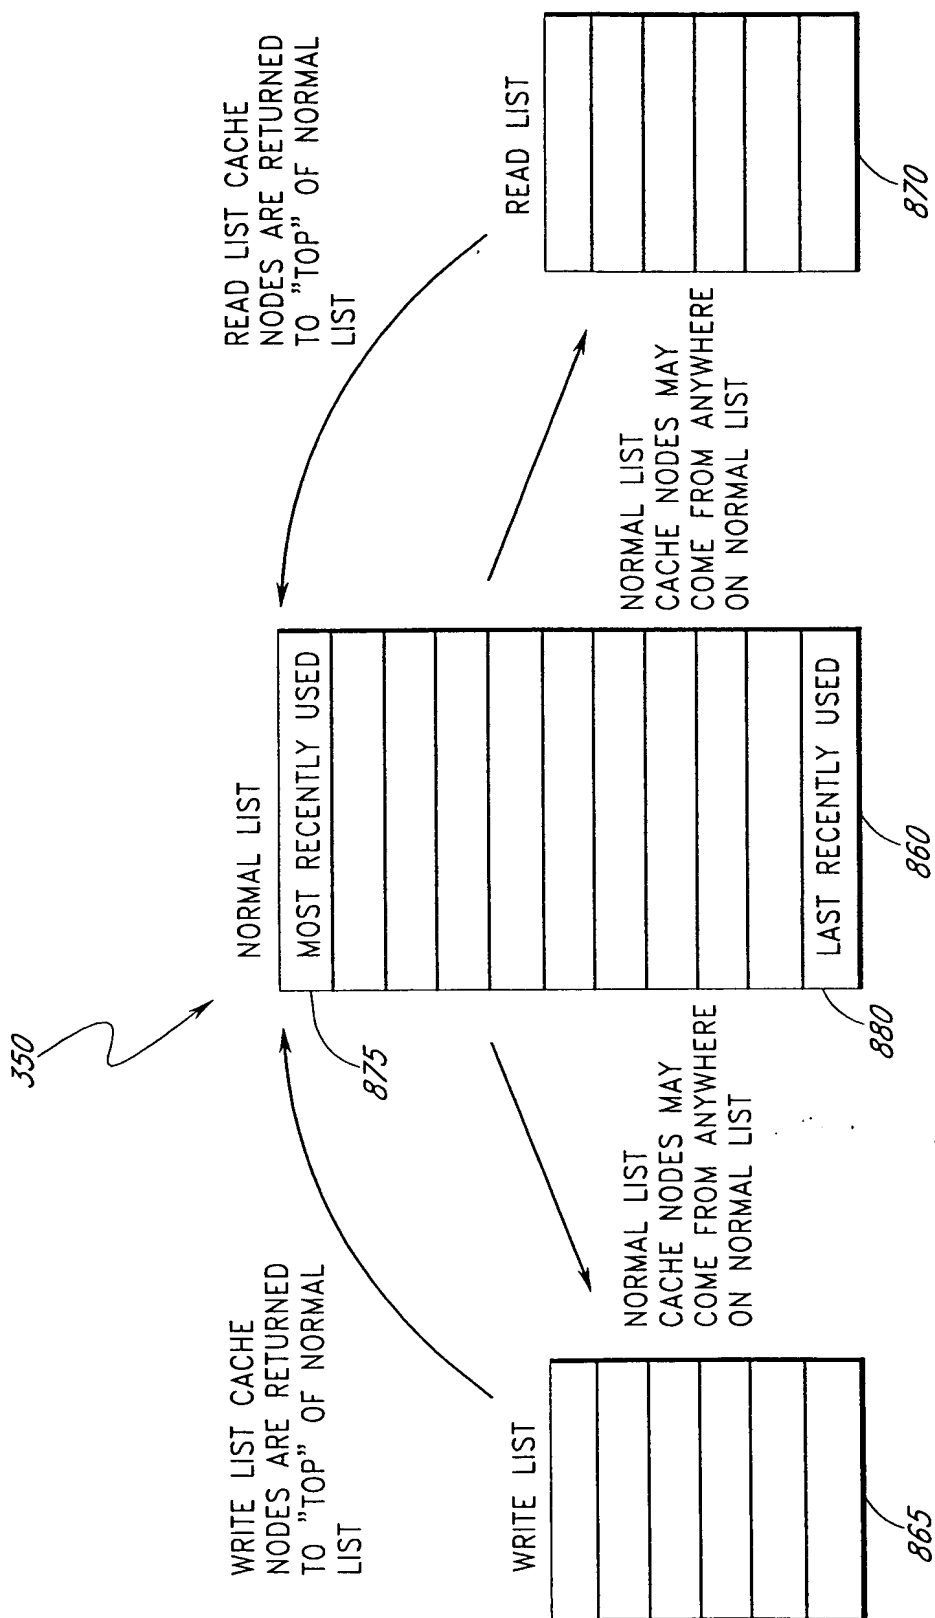 350
WRITE LIST CACHE
NODES ARE RETURNED
TO "TOP" OF NORMAL
LIST
NORMAL LIST
READ LIST CACHE
NODES ARE RETURNED
TO "TOP" OF NORMAL
LIST
875
MOST RECENTLY USED
WRITE LIST
READ LIST
NORMAL LIST
CACHE NODES MAY
COME FROM ANYWHERE
ON NORMAL LIST
NORMAL LIST
CACHE NODES MAY
COME FROM ANYWHERE
ON NORMAL LIST
880
LAST RECENTLY USED
865
860
870